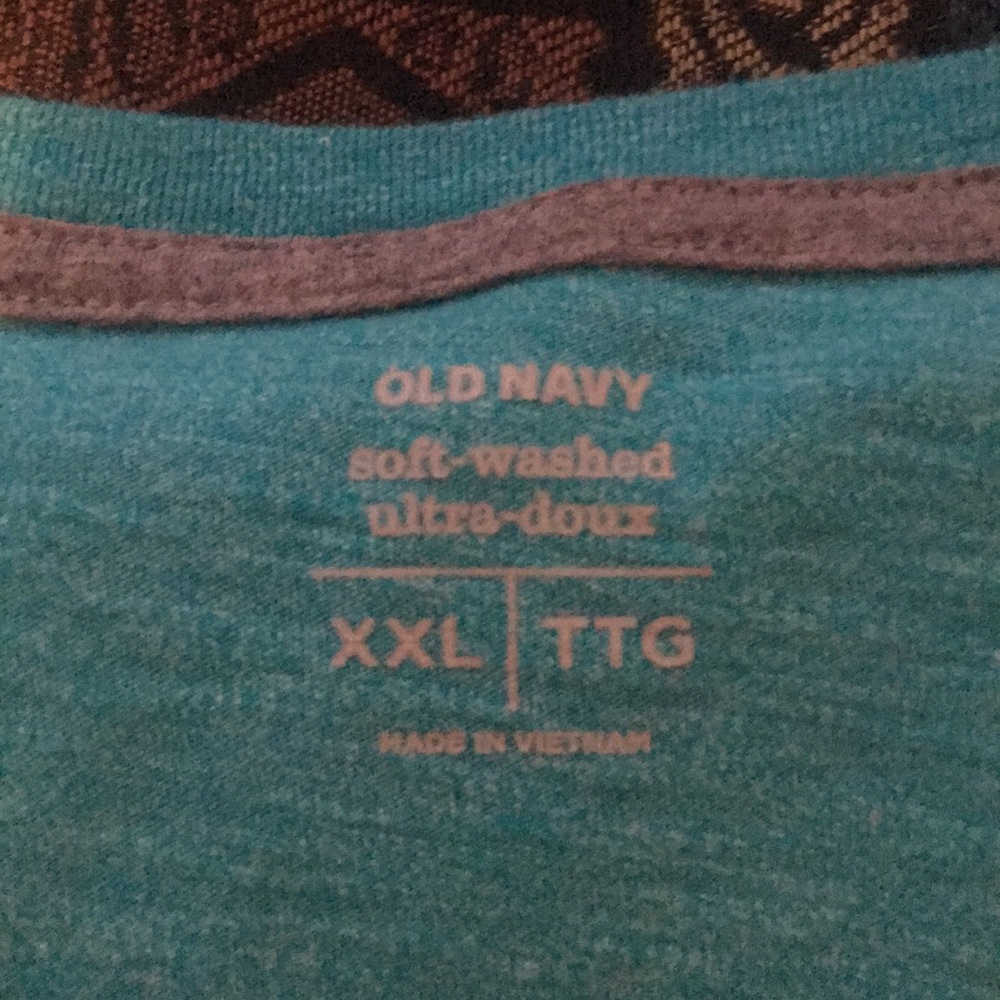 OLD NAVY
soft-washed
ultra-doux
XXL TTG
MADE IN VIETNAM